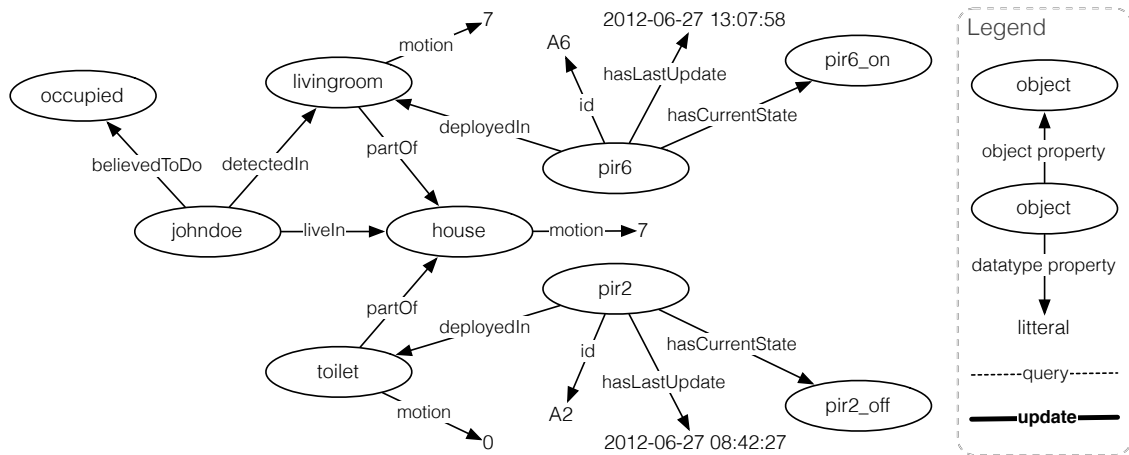 7
2012-06-27 13:07:58
Legend
motion
A6
pir6_on
livingroom
hasLastUpdate
object
occupied
id
hasCurrentState
deployedIn
partOf
object property
believedToDo
detectedIn
pir6
object
johndoe
liveIn
house
motion
7
datatype property
pir2
partOf
deployedIn
litteral
id
hasCurrentState
toilet
hasLastUpdate
query
motion
A2
pir2_off
update
0
2012-06-27 08:42:27